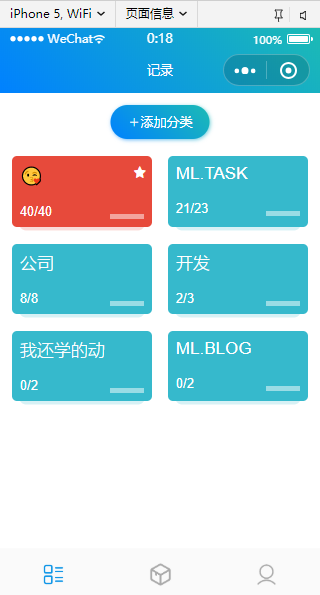 iPhone 5, WiFi 页面信息
WeChat 0:18 100%
记录
+添加分类
😘
40/40
ML.TASK
21/23
公司
8/8
开发
2/3
我还学的动
0/2
ML.BLOG
0/2